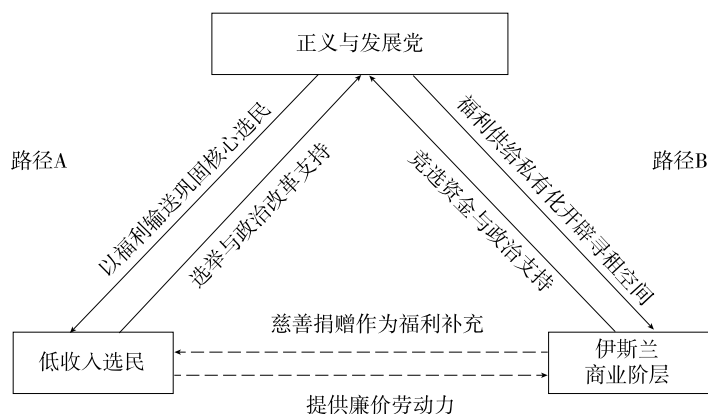 正义与发展党
路径A
以福利输送巩固核心选民
选举与政治改革支持
竞选资金与政治支持
福利供给私有化开辟寻租空间
路径B
低收入选民
慈善捐赠作为福利补充
提供廉价劳动力
伊斯兰
商业阶层